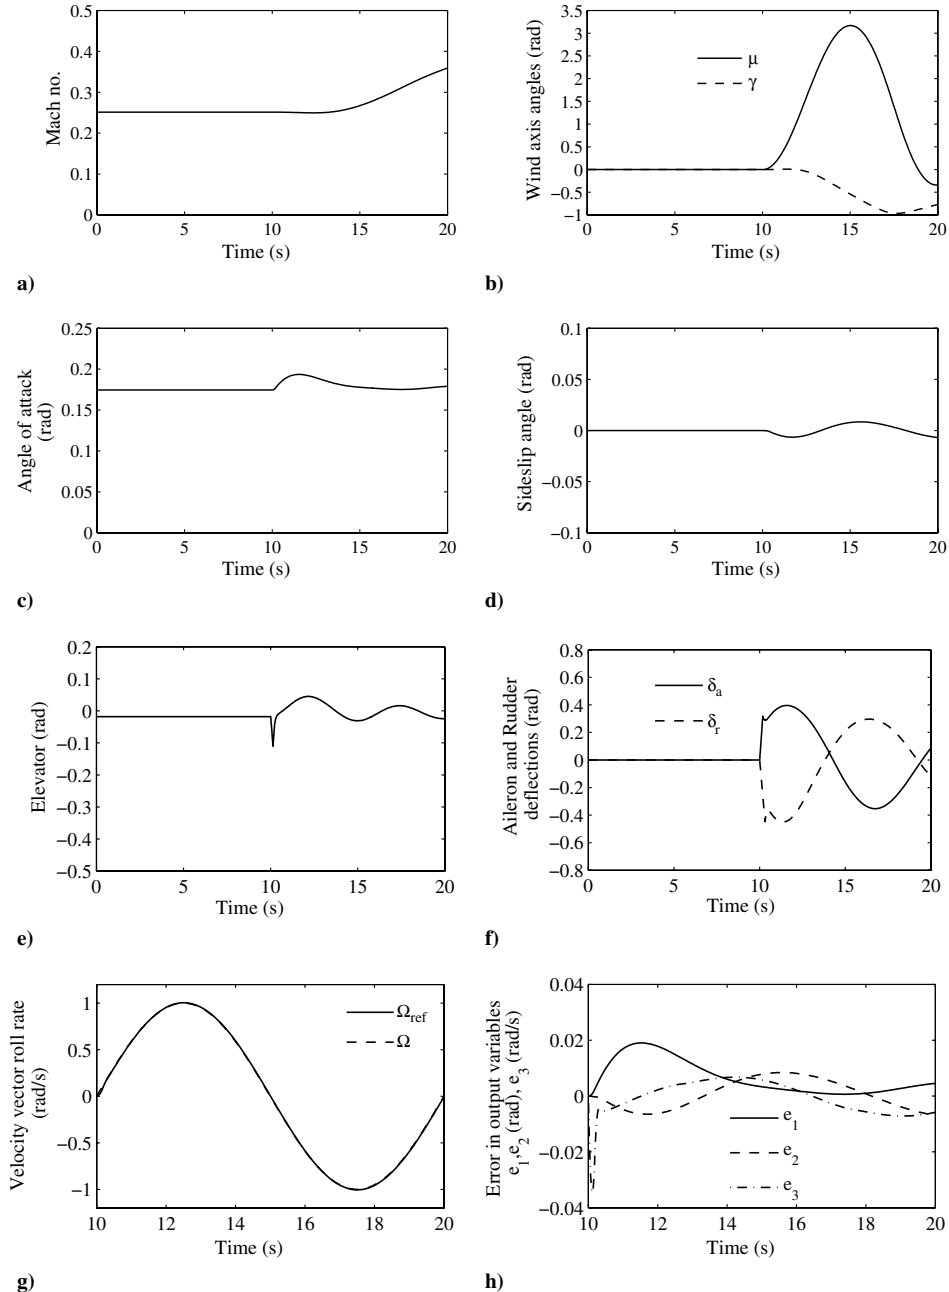 0.5
0.4
0.3
0.2
0.1
0
Mach no.
0 5 10 15 20
Time (s)
a)
3.5
3
2.5
2
1.5
1
0.5
0
−0.5
−1
Wind axis angles (rad)
μ
γ
0 5 10 15 20
Time (s)
b)
0.25
0.2
0.15
0.1
0.05
0
Angle of attack
(rad)
0 5 10 15 20
Time (s)
c)
0.1
0.05
0
−0.05
−0.1
Sideslip angle (rad)
0 5 10 15 20
Time (s)
d)
0.2
0.1
0
−0.1
−0.2
−0.3
−0.4
−0.5
Elevator (rad)
0 5 10 15 20
Time (s)
e)
0.8
0.6
0.4
0.2
0
−0.2
−0.4
−0.6
−0.8
Aileron and Rudder
deflections (rad)
δa
δr
0 5 10 15 20
Time (s)
f)
1
0.5
0
−0.5
−1
Velocity vector roll rate
(rad/s)
Ωref
Ω
10 12 14 16 18 20
Time (s)
g)
0.04
0.02
0
−0.02
−0.04
Error in output variables
e1,e2 (rad), e3 (rad/s)
e1
e2
e3
10 12 14 16 18 20
Time (s)
h)